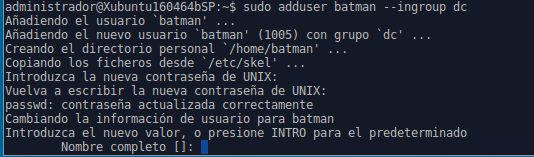 administrador@Xubuntu160464bSP:~$ sudo adduser batman --ingroup dc
Añadiendo el usuario `batman' ...
Añadiendo el nuevo usuario `batman' (1005) con grupo `dc' ...
Creando el directorio personal `/home/batman' ...
Copiando los ficheros desde `/etc/skel' ...
Introduzca la nueva contraseña de UNIX:
Vuelva a escribir la nueva contraseña de UNIX:
passwd: contraseña actualizada correctamente
Cambiando la información de usuario para batman
Introduzca el nuevo valor, o presione INTRO para el predeterminado
Nombre completo []: